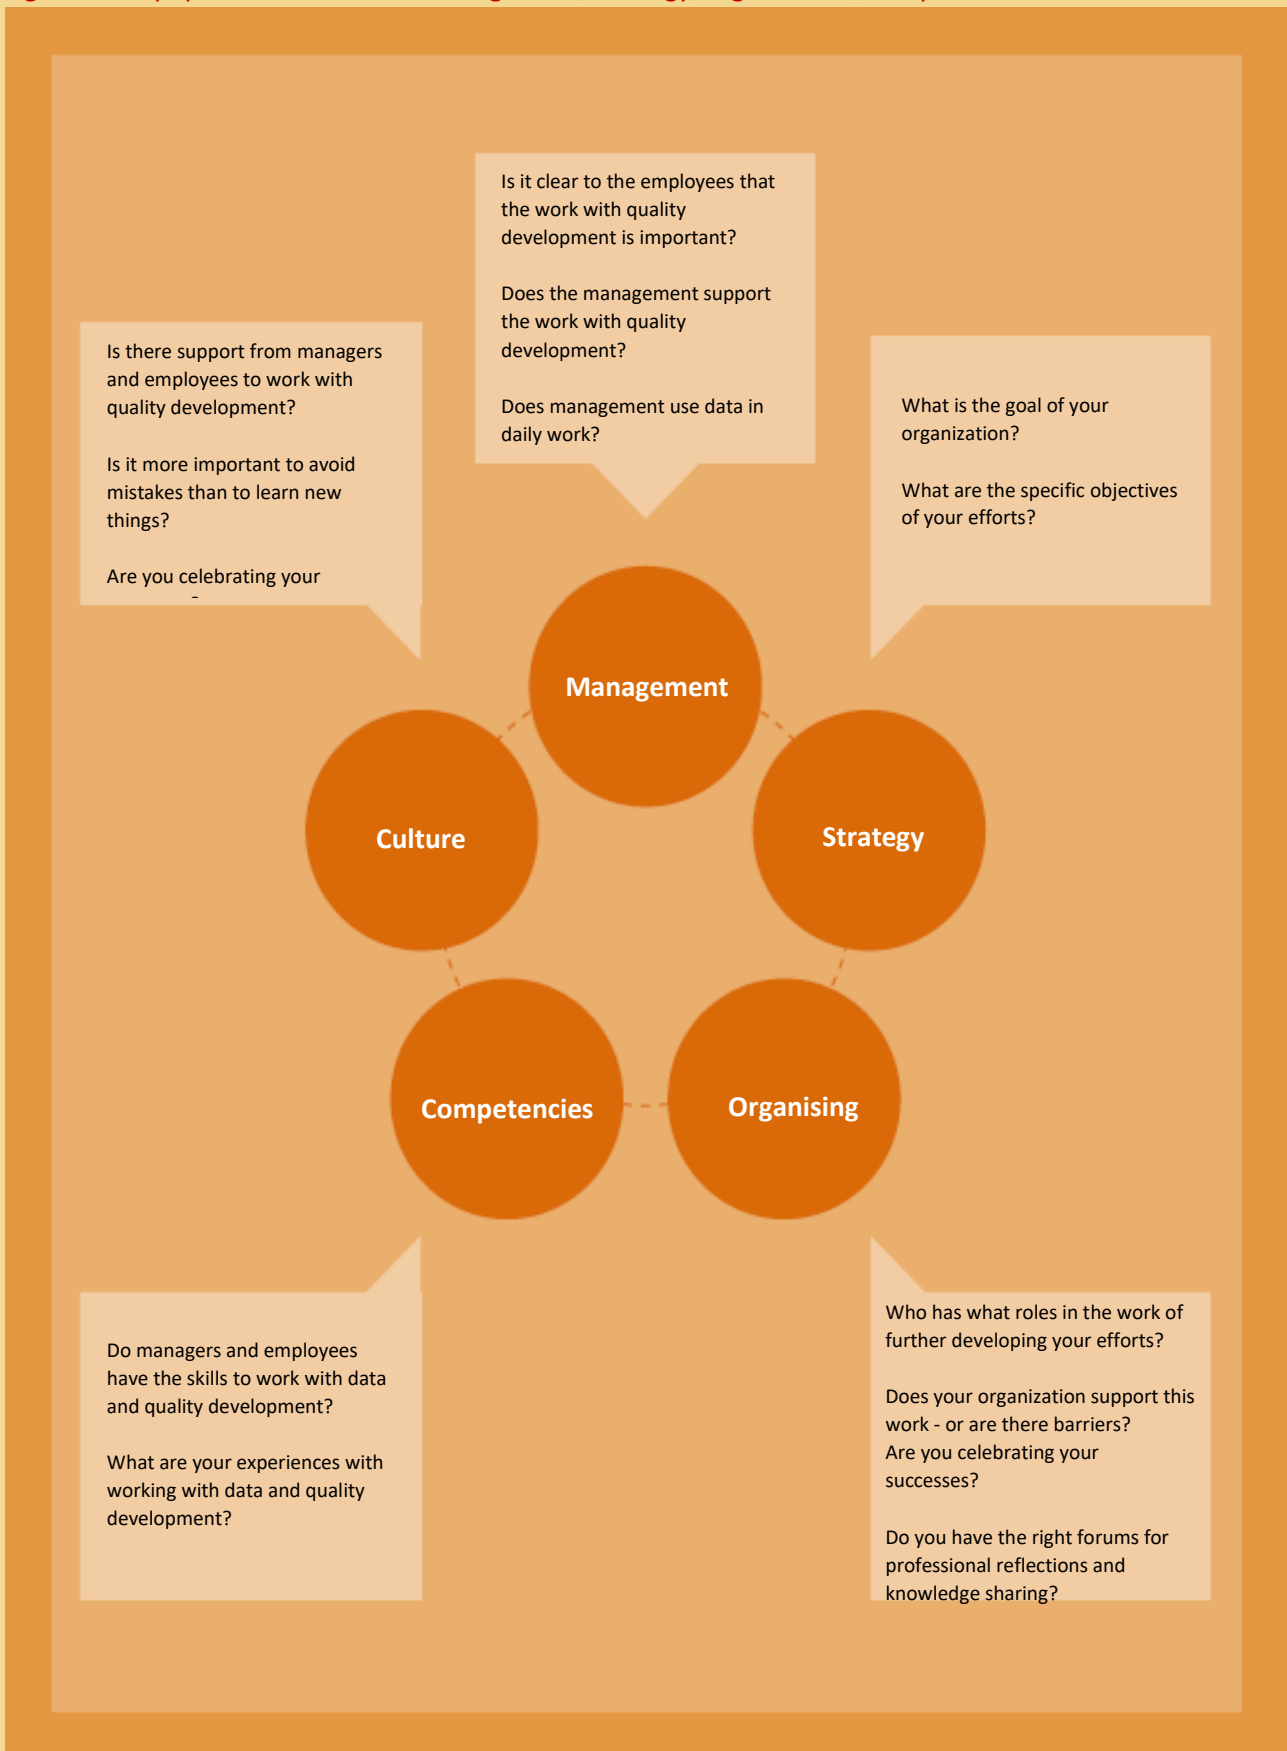 Is it clear to the employees that
the work with quality
development is important?
Does the management support
the work with quality
development?
Does management use data in
daily work?
Is there support from managers
and employees to work with
quality development?
Is it more important to avoid
mistakes than to learn new
things?
Are you celebrating your
What is the goal of your
organization?
What are the specific objectives
of your efforts?
Management
Culture
Strategy
Competencies
Organising
Do managers and employees
have the skills to work with data
and quality development?
What are your experiences with
working with data and quality
development?
Who has what roles in the work of
further developing your efforts?
Does your organization support this
work - or are there barriers?
Are you celebrating your
successes?
Do you have the right forums for
professional reflections and
knowledge sharing?